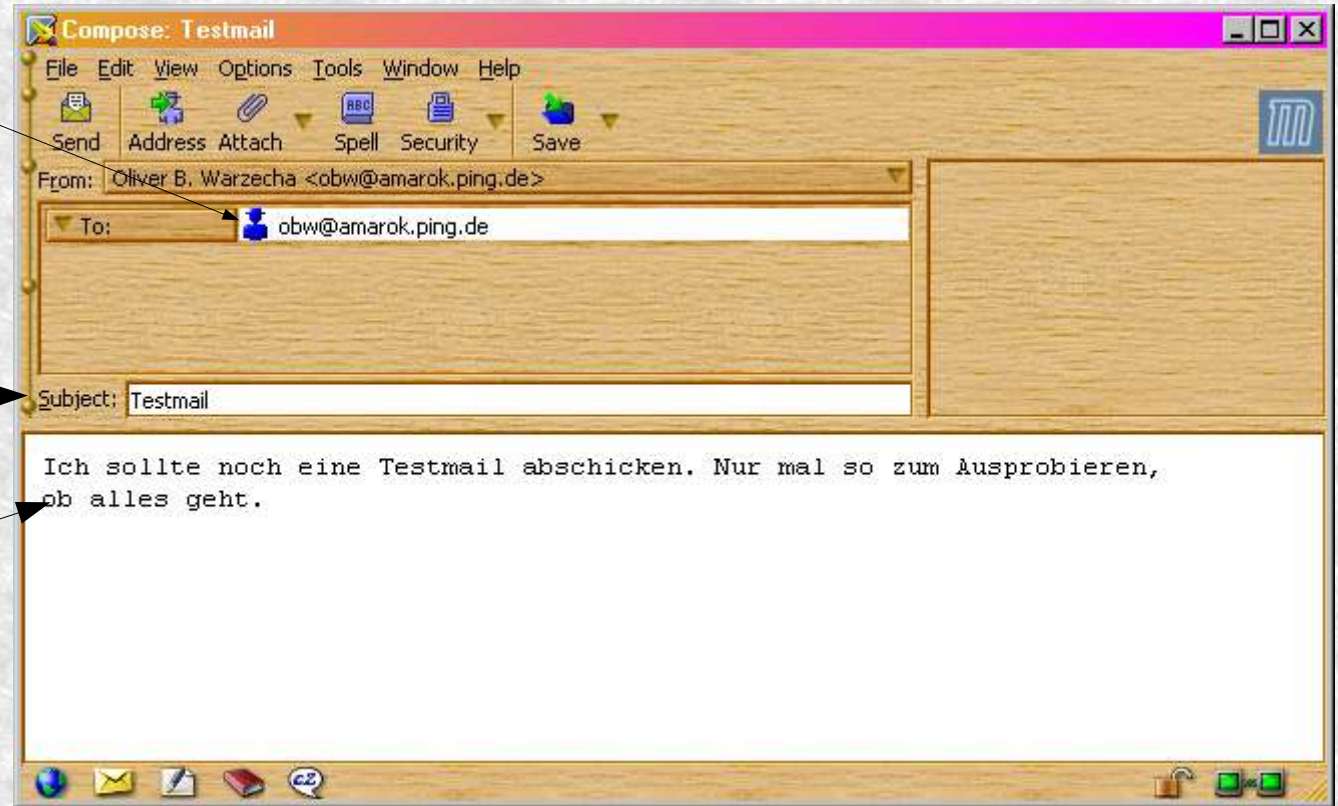 Compose: Testmail
File Edit View Options Tools Window Help
Send Address Attach Spell Security Save
From: Oliver B. Warzecha <obw@amarok.ping.de>
To: obw@amarok.ping.de
Subject: Testmail
Ich sollte noch eine Testmail abschicken. Nur mal so zum Ausprobieren,
ob alles geht.